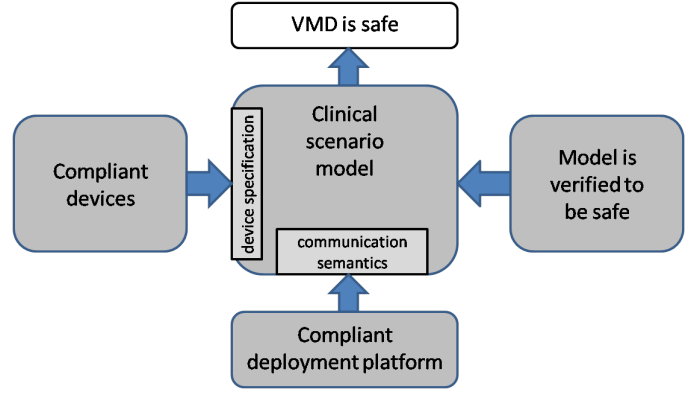 VMD is safe
Clinical
scenario
model
device specification
communication
semantics
Compliant
devices
Model is
verified to
be safe
Compliant
deployment platform